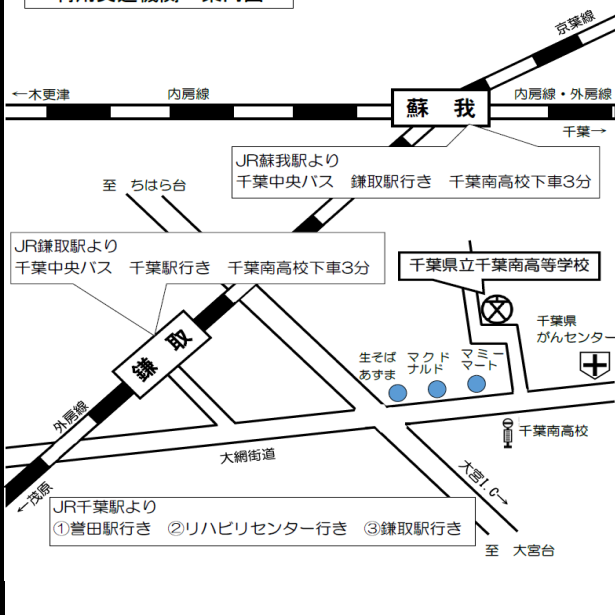 京葉線
←木更津
内房線
蘇我
内房線・外房線
千葉→
JR蘇我駅より
千葉中央バス 鎌取駅行き 千葉南高校下車3分
至 ちはら台
JR鎌取駅より
千葉中央バス 千葉駅行き 千葉南高校下車3分
千葉県立千葉南高等学校
千葉県
がんセンター
鎌取
生そば
あずま
マクド
ナルド
マミー
マート
外房線
千葉南高校
大網街道
大宮I.C→
←茂原
JR千葉駅より
①誉田駅行き ②リハビリセンター行き ③鎌取駅行き
至 大宮台